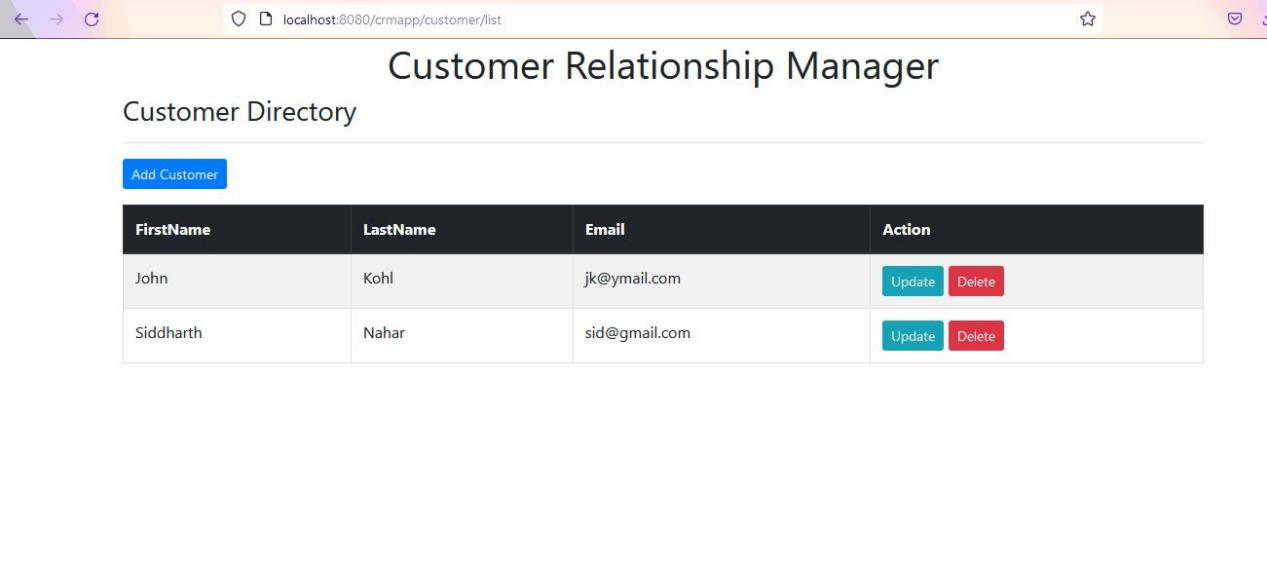 localhost:8080/crmapp/customer/list
Customer Relationship Manager
Customer Directory
Add Customer
FirstName LastName Email Action
John Kohl jk@ymail.com Update Delete
Siddharth Nahar sid@gmail.com Update Delete